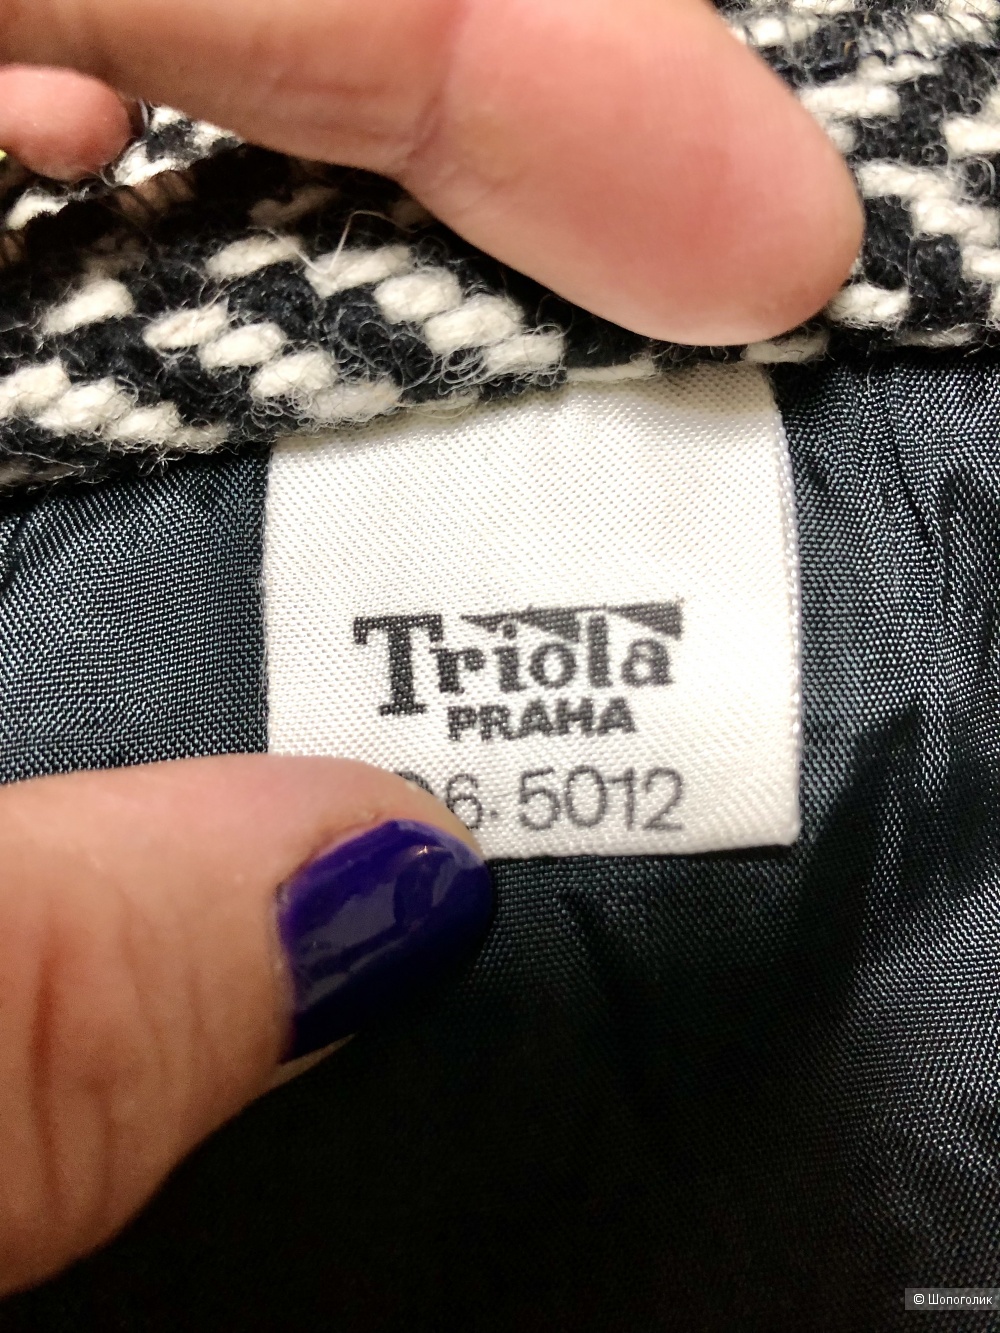 Triola
PRAHA
6. 5012
© Шопоголик